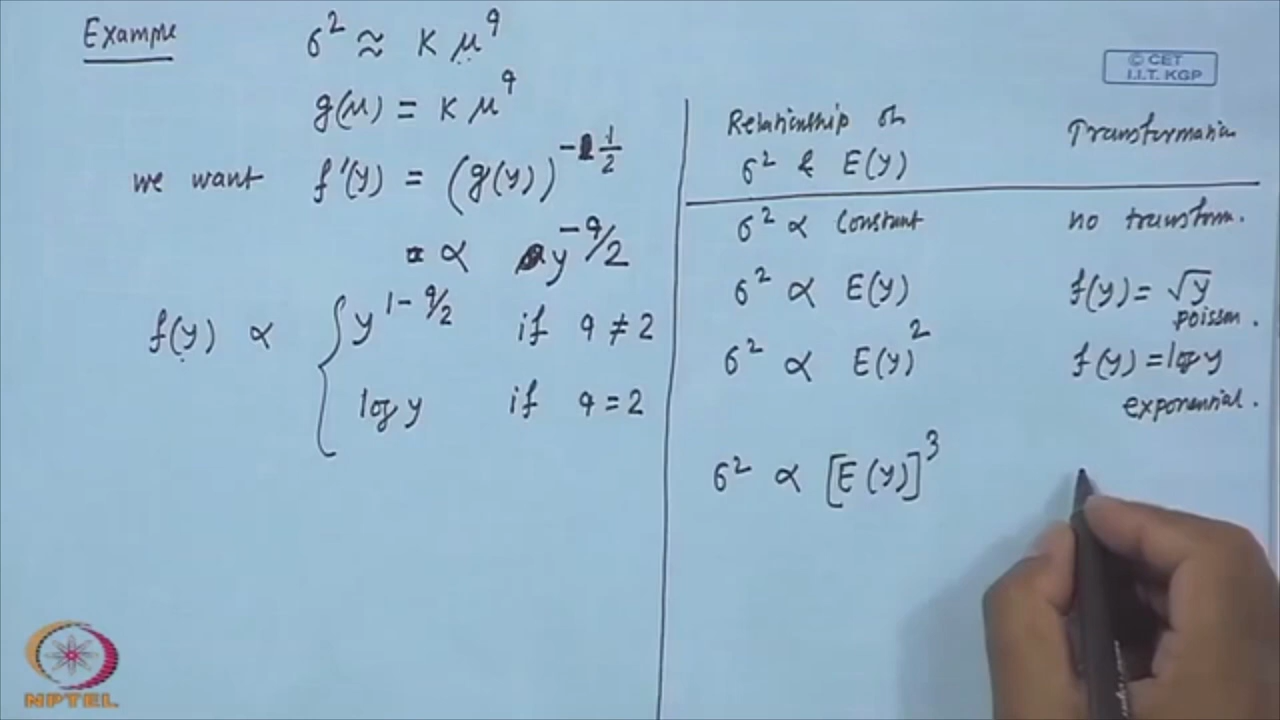 Example σ² ≈ K μ^q
g(μ) = K μ^q
we want f'(y) = (g(y))^{-1/2}
∝ y^{-q/2}
f(y) ∝ { y^{1-q/2} if q ≠ 2
log y if q = 2
© CET
I.I.T. KGP
Relationship of Transformation
σ² & E(y)
σ² ∝ Constant no transform.
σ² ∝ E(y) f(y) = √y
poisson.
σ² ∝ E(y)² f(y) = log y
exponential.
σ² ∝ [E(y)]³
NPTEL